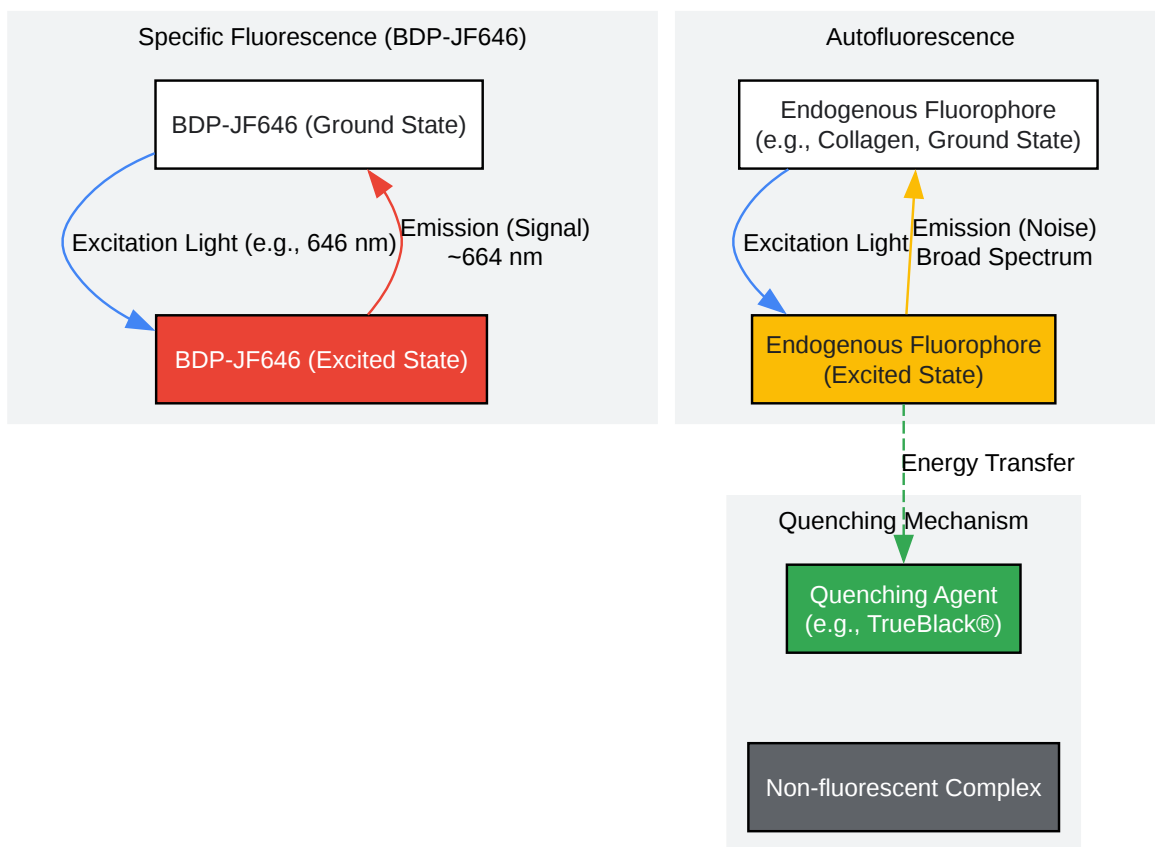 Specific Fluorescence (BDP-JF646)
BDP-JF646 (Ground State)
Excitation Light (e.g., 646 nm)
Emission (Signal)
~664 nm
BDP-JF646 (Excited State)
Autofluorescence
Endogenous Fluorophore
(e.g., Collagen, Ground State)
Excitation Light
Emission (Noise)
Broad Spectrum
Endogenous Fluorophore
(Excited State)
Energy Transfer
Quenching Mechanism
Quenching Agent
(e.g., TrueBlack®)
Non-fluorescent Complex